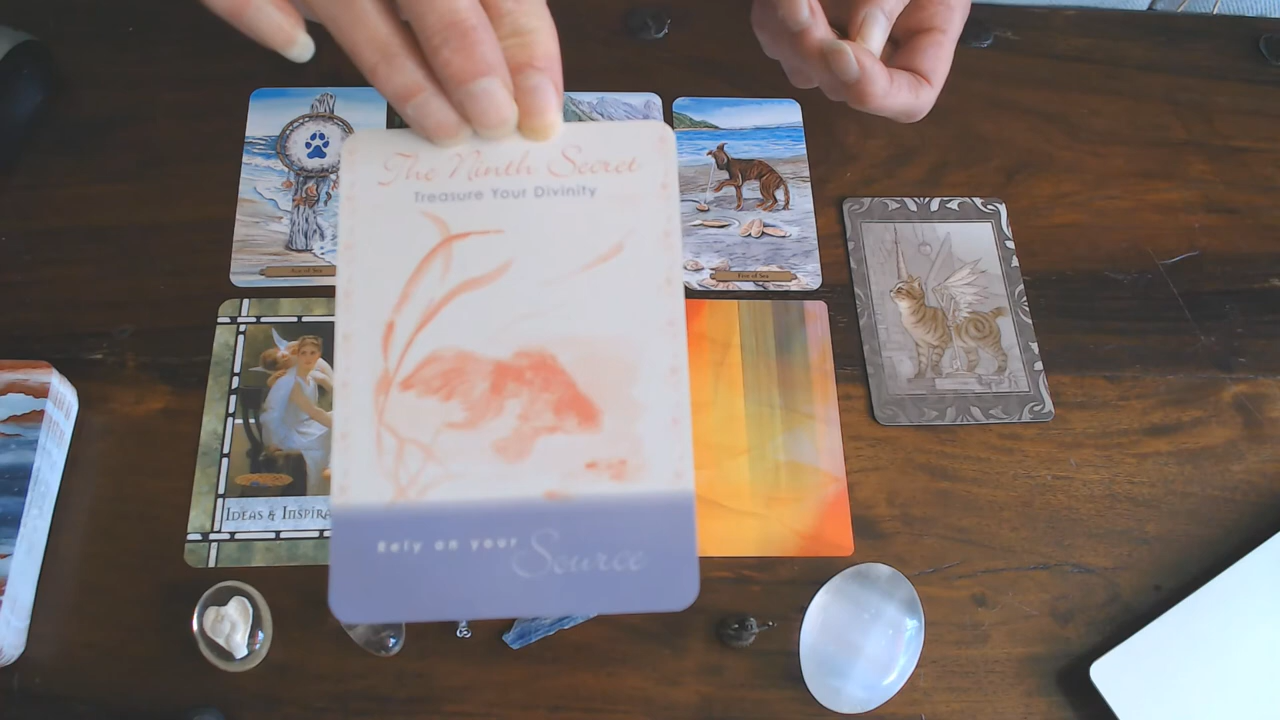 The Ninth Secret
Treasure Your Divinity
Ace of Sea
Five of Sea
IDEAS & INSPIRA
Rely on your Source